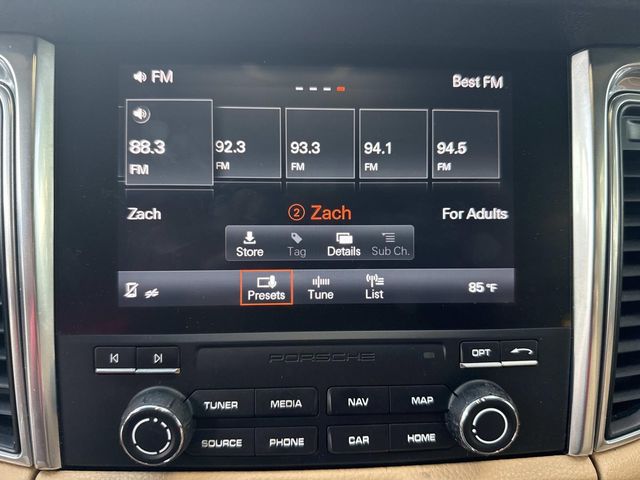 FM
Best FM
88.3 FM
92.3 FM
93.3 FM
94.1 FM
94.5 FM
Zach
2 Zach
For Adults
Store Tag Details Sub Ch.
Presets Tune List
85 °F
PORSCHE
OPT
TUNER MEDIA NAV MAP
SOURCE PHONE CAR HOME